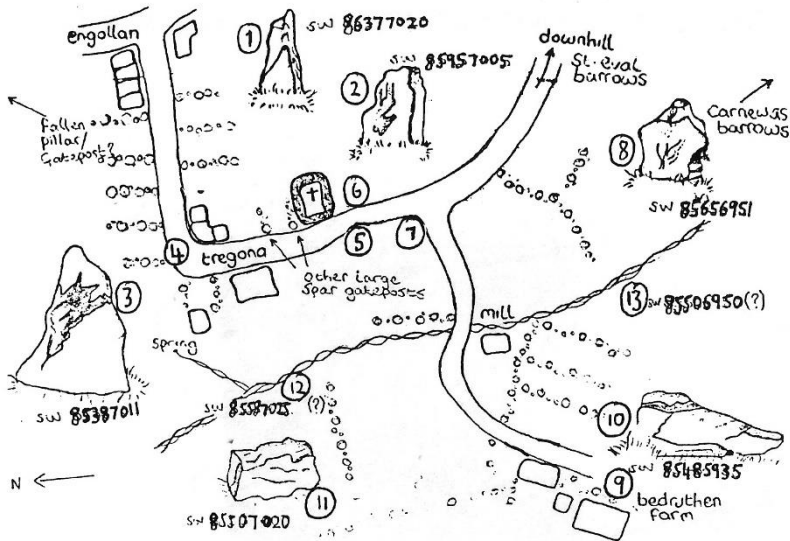 engollan
1
SW 86377020
SW 85957005
2
downhill
St. eval
barrows
Carnewas
barrows
Fallen
pillar/
Gatepost?
8
SW 85656951
6
4
tregona
5
7
other large
Spar gateposts
3
13
SW 85506950(?)
mill
Spring
SW 85387011
12
SW 85587025 (?)
10
SW 85485935
N
11
SW 85507020
9
bedruthen
farm